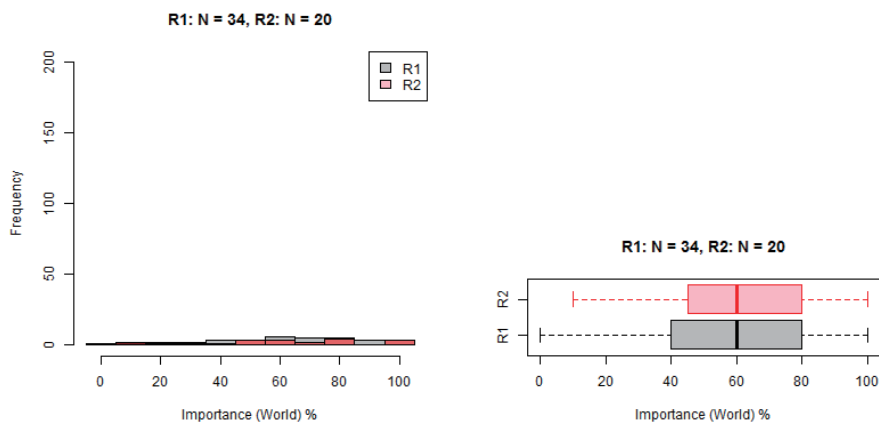 R1: N = 34, R2: N = 20
R1
R2
Frequency
200
150
100
50
0
0 20 40 60 80 100
Importance (World) %
R1: N = 34, R2: N = 20
R2
R1
0 20 40 60 80 100
Importance (World) %